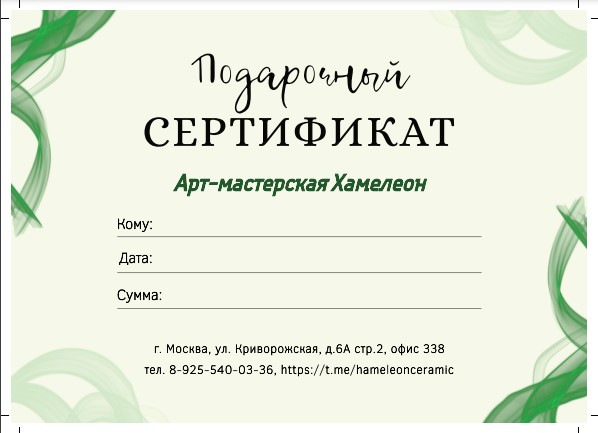 Подарочный
СЕРТИФИКАТ
Арт-мастерская Хамелеон
Кому:
Дата:
Сумма:
г. Москва, ул. Криворожская, д.6А стр.2, офис 338
тел. 8-925-540-03-36, https://t.me/hameleonceramic